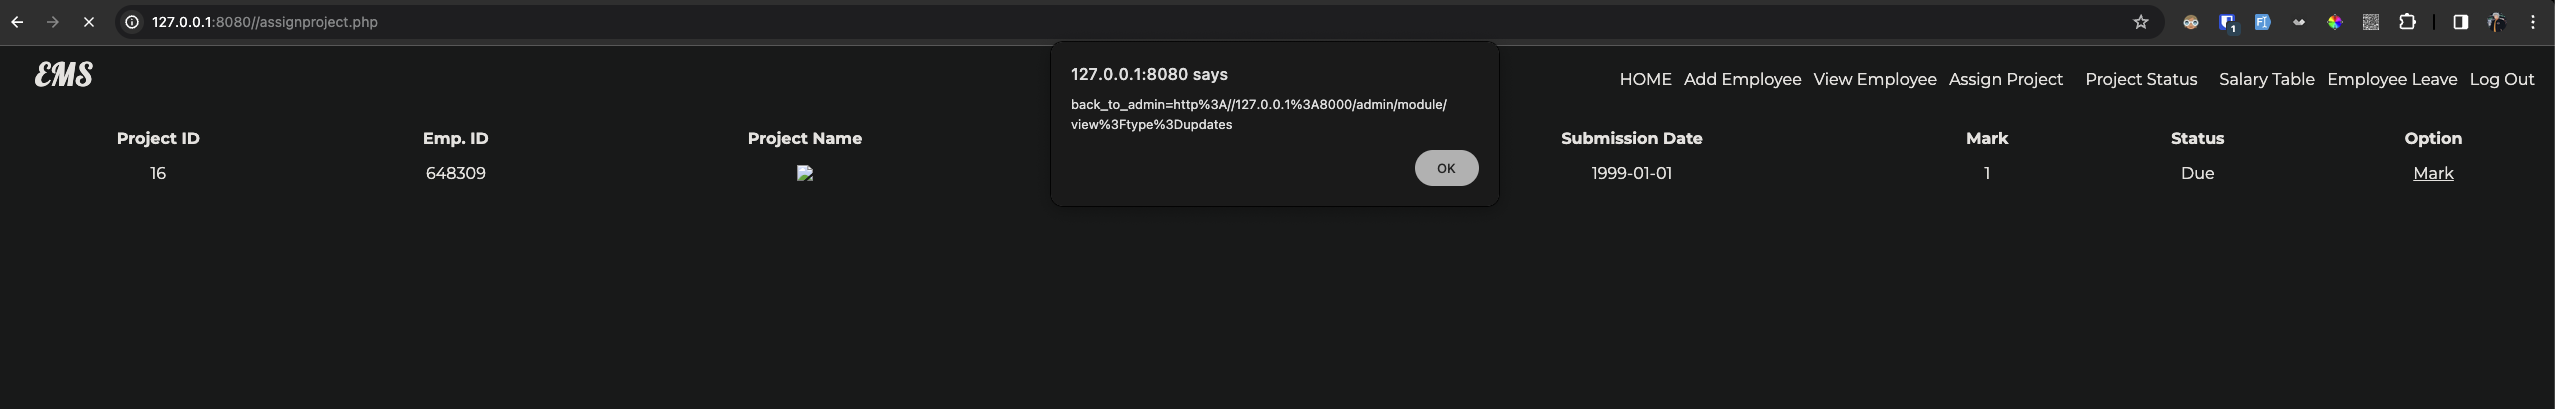 127.0.0.1:8080//assignproject.php
1
EMS
HOME Add Employee View Employee Assign Project Project Status Salary Table Employee Leave Log Out
127.0.0.1:8080 says
back_to_admin=http%3A//127.0.0.1%3A8000/admin/module/
view%3Ftype%3Dupdates
OK
Project ID Emp. ID Project Name Submission Date Mark Status Option
16 648309 1999-01-01 1 Due Mark